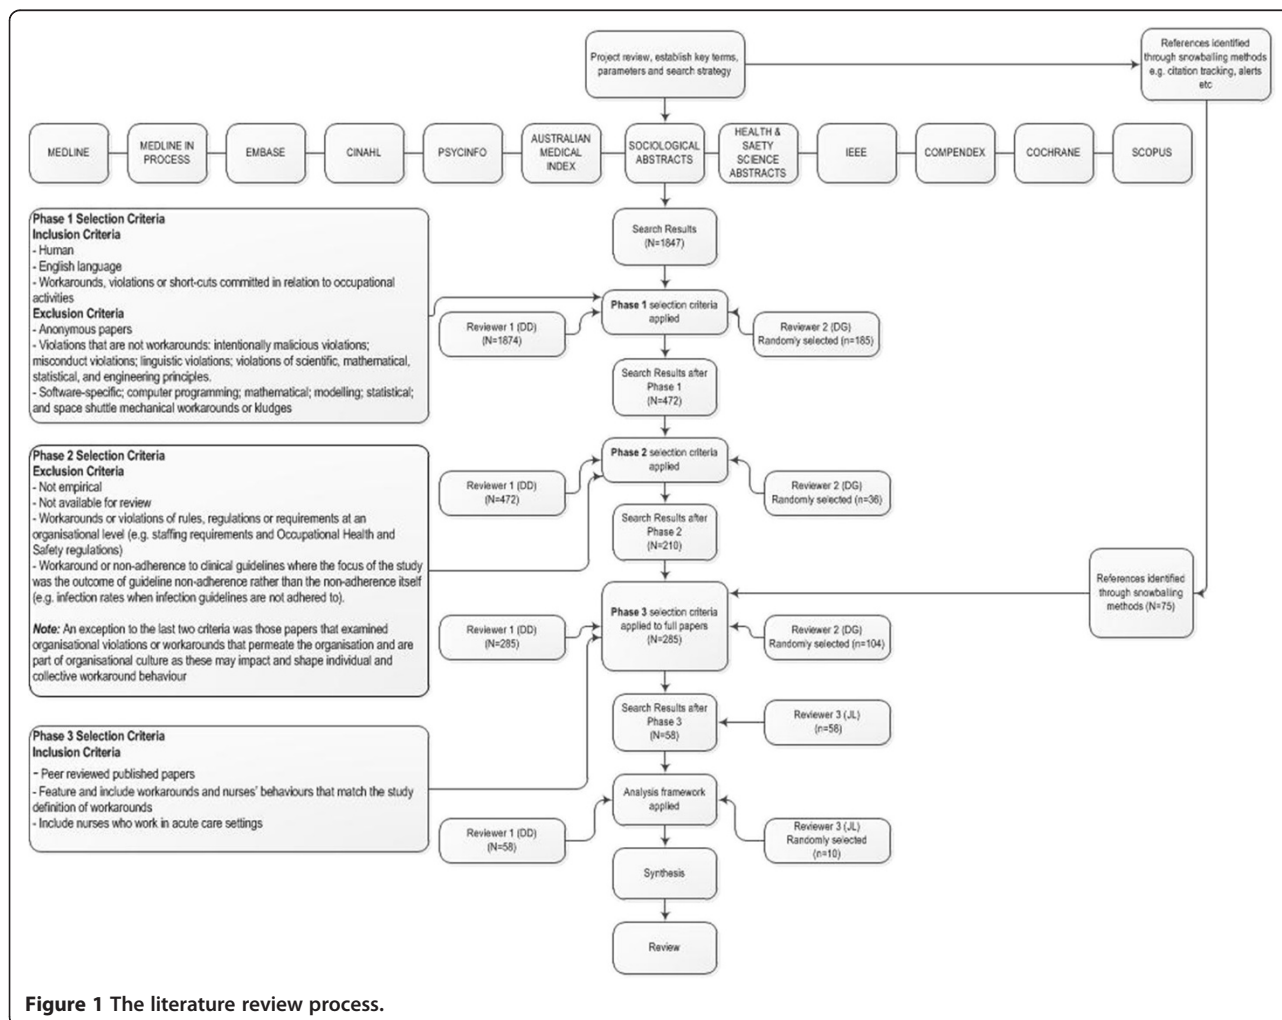 Project review, establish key terms,
parameters and search strategy
References identified
through snowballing methods
e.g. citation tracking, alerts
etc
MEDLINE
MEDLINE IN
PROCESS
EMBASE
CINAHL
PSYCINFO
AUSTRALIAN
MEDICAL
INDEX
SOCIOLOGICAL
ABSTRACTS
HEALTH &
SAETY
SCIENCE
ABSTRACTS
IEEE
COMPENDEX
COCHRANE
SCOPUS
Phase 1 Selection Criteria
Inclusion Criteria
- Human
- English language
- Workarounds, violations or short-cuts committed in relation to occupational
activities
Exclusion Criteria
- Anonymous papers
- Violations that are not workarounds: intentionally malicious violations;
misconduct violations; linguistic violations; violations of scientific, mathematical,
statistical, and engineering principles.
- Software-specific; computer programming; mathematical; modelling; statistical;
and space shuttle mechanical workarounds or kludges
Search Results
(N=1847)
Phase 1 selection criteria
applied
Reviewer 1 (DD)
(N=1874)
Reviewer 2 (DG)
Randomly selected (n=185)
Search Results after
Phase 1
(N=472)
Phase 2 Selection Criteria
Exclusion Criteria
- Not empirical
- Not available for review
- Workarounds or violations of rules, regulations or requirements at an
organisational level (e.g. staffing requirements and Occupational Health and
Safety regulations)
- Workaround or non-adherence to clinical guidelines where the focus of the study
was the outcome of guideline non-adherence rather than the non-adherence itself
(e.g. infection rates when infection guidelines are not adhered to).
Note: An exception to the last two criteria was those papers that examined
organisational violations or workarounds that permeate the organisation and are
part of organisational culture as these may impact and shape individual and
collective workaround behaviour
Phase 2 selection criteria
applied
Reviewer 1 (DD)
(N=472)
Reviewer 2 (DG)
Randomly selected (n=36)
Search Results after
Phase 2
(N=210)
References identified
through snowballing
methods (N=75)
Phase 3 selection criteria
applied to full papers
(N=285)
Reviewer 1 (DD)
(N=285)
Reviewer 2 (DG)
Randomly selected (n=104)
Search Results after
Phase 3
(N=58)
Reviewer 3 (JL)
(n=58)
Phase 3 Selection Criteria
Inclusion Criteria
- Peer reviewed published papers
- Feature and include workarounds and nurses' behaviours that match the study
definition of workarounds
- Include nurses who work in acute care settings
Analysis framework
applied
Reviewer 1 (DD)
(N=58)
Reviewer 3 (JL)
Randomly selected
(n=10)
Synthesis
Review
Figure 1 The literature review process.